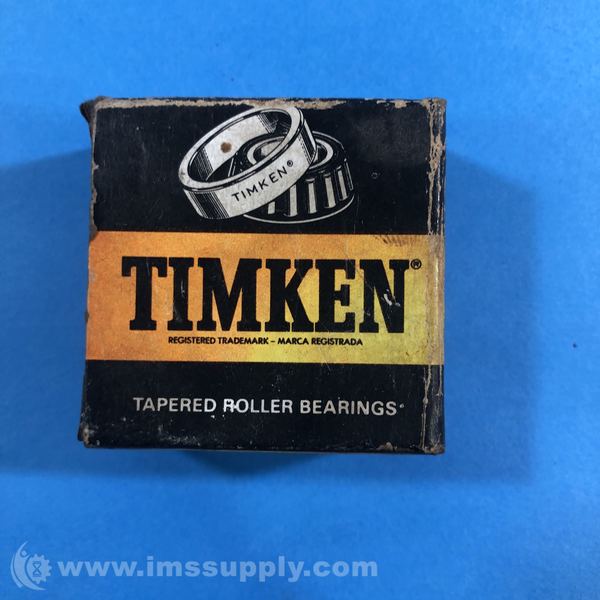 TIMKEN®
TIMKEN®
REGISTERED TRADEMARK – MARCA REGISTRADA
TAPERED ROLLER BEARINGS
www.imssupply.com